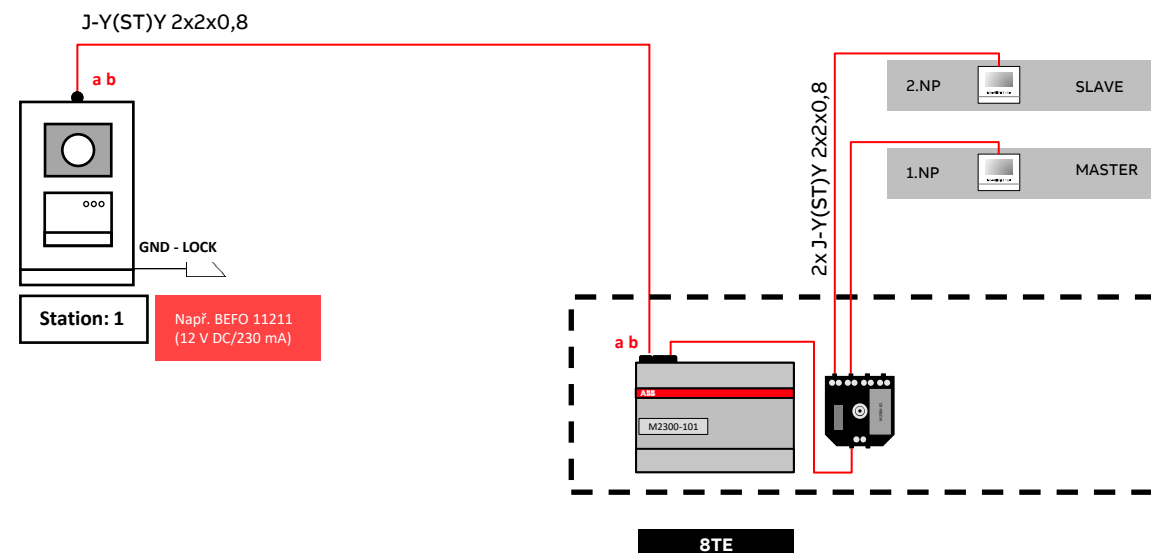 J-Y(ST)Y 2x2x0,8
a b
GND - LOCK
Station: 1
Např. BEFO 11211
(12 V DC/230 mA)
2x J-Y(ST)Y 2x2x0,8
2.NP
SLAVE
1.NP
MASTER
a b
ABB
M2300-101
8TE